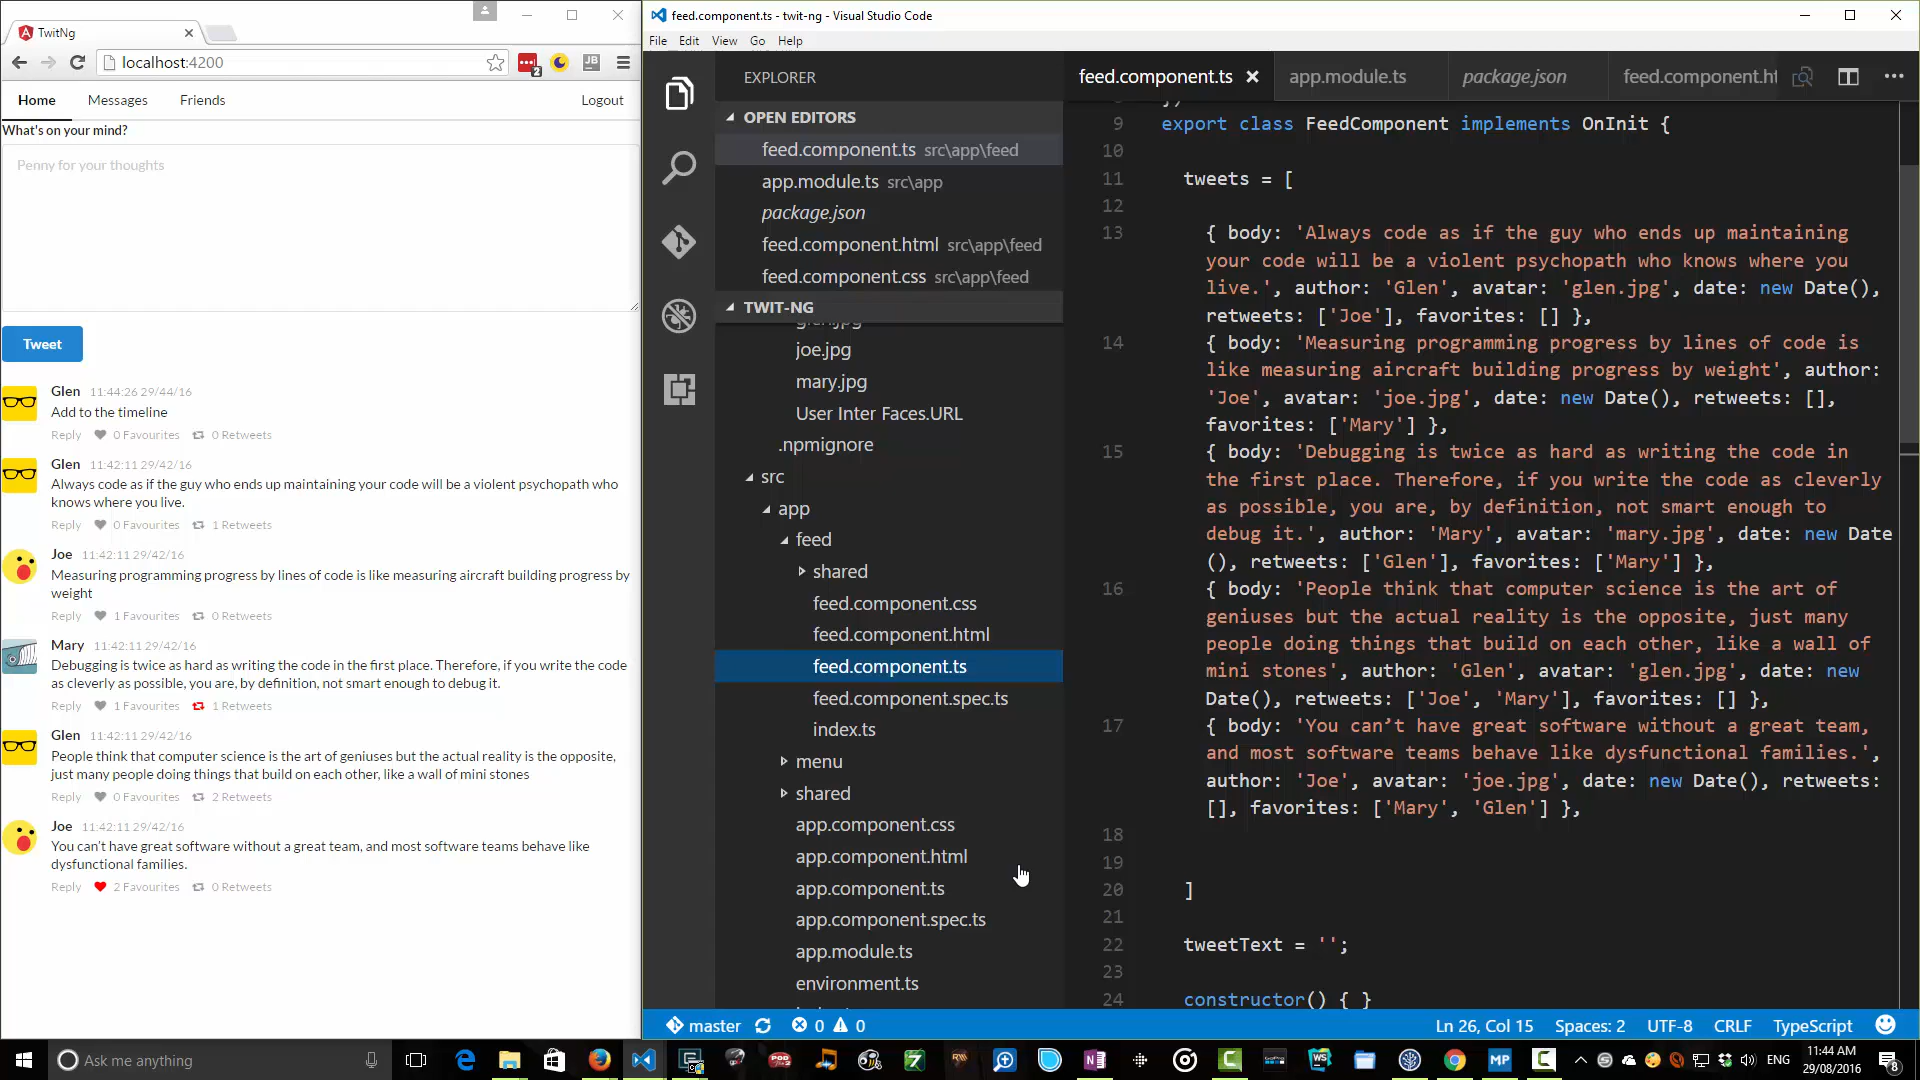 TwitNg
localhost:4200
2
JB
Home
Messages
Friends
Logout
What's on your mind?
Penny for your thoughts
Tweet
Glen 11:44:26 29/44/16
Add to the timeline
Reply 0 Favourites 0 Retweets
Glen 11:42:11 29/42/16
Always code as if the guy who ends up maintaining your code will be a violent psychopath who
knows where you live.
Reply 0 Favourites 1 Retweets
Joe 11:42:11 29/42/16
Measuring programming progress by lines of code is like measuring aircraft building progress by
weight
Reply 1 Favourites 0 Retweets
Mary 11:42:11 29/42/16
Debugging is twice as hard as writing the code in the first place. Therefore, if you write the code
as cleverly as possible, you are, by definition, not smart enough to debug it.
Reply 1 Favourites 1 Retweets
Glen 11:42:11 29/42/16
People think that computer science is the art of geniuses but the actual reality is the opposite,
just many people doing things that build on each other, like a wall of mini stones
Reply 0 Favourites 2 Retweets
Joe 11:42:11 29/42/16
You can't have great software without a great team, and most software teams behave like
dysfunctional families.
Reply 2 Favourites 0 Retweets
feed.component.ts - twit-ng - Visual Studio Code
File Edit View Go Help
EXPLORER
OPEN EDITORS
feed.component.ts src\app\feed
app.module.ts src\app
package.json
feed.component.html src\app\feed
feed.component.css src\app\feed
TWIT-NG
glen.jpg
joe.jpg
mary.jpg
User Inter Faces.URL
.npmignore
src
app
feed
shared
feed.component.css
feed.component.html
feed.component.ts
feed.component.spec.ts
index.ts
menu
shared
app.component.css
app.component.html
app.component.ts
app.component.spec.ts
app.module.ts
environment.ts
feed.component.ts app.module.ts package.json feed.component.ht
9 export class FeedComponent implements OnInit {
10
11 tweets = [
12
13 { body: 'Always code as if the guy who ends up maintaining
your code will be a violent psychopath who knows where you
live.', author: 'Glen', avatar: 'glen.jpg', date: new Date(),
retweets: ['Joe'], favorites: [] },
14 { body: 'Measuring programming progress by lines of code is
like measuring aircraft building progress by weight', author:
'Joe', avatar: 'joe.jpg', date: new Date(), retweets: [],
favorites: ['Mary'] },
15 { body: 'Debugging is twice as hard as writing the code in
the first place. Therefore, if you write the code as cleverly
as possible, you are, by definition, not smart enough to
debug it.', author: 'Mary', avatar: 'mary.jpg', date: new Date
(), retweets: ['Glen'], favorites: ['Mary'] },
16 { body: 'People think that computer science is the art of
geniuses but the actual reality is the opposite, just many
people doing things that build on each other, like a wall of
mini stones', author: 'Glen', avatar: 'glen.jpg', date: new
Date(), retweets: ['Joe', 'Mary'], favorites: [] },
17 { body: 'You can’t have great software without a great team,
and most software teams behave like dysfunctional families.',
author: 'Joe', avatar: 'joe.jpg', date: new Date(), retweets:
[], favorites: ['Mary', 'Glen'] },
18
19
20 ]
21
22 tweetText = '';
23
24 constructor() { }
master 0 0 Ln 26, Col 15 Spaces: 2 UTF-8 CRLF TypeScript
Ask me anything
ENG
11:44 AM
29/08/2016
8